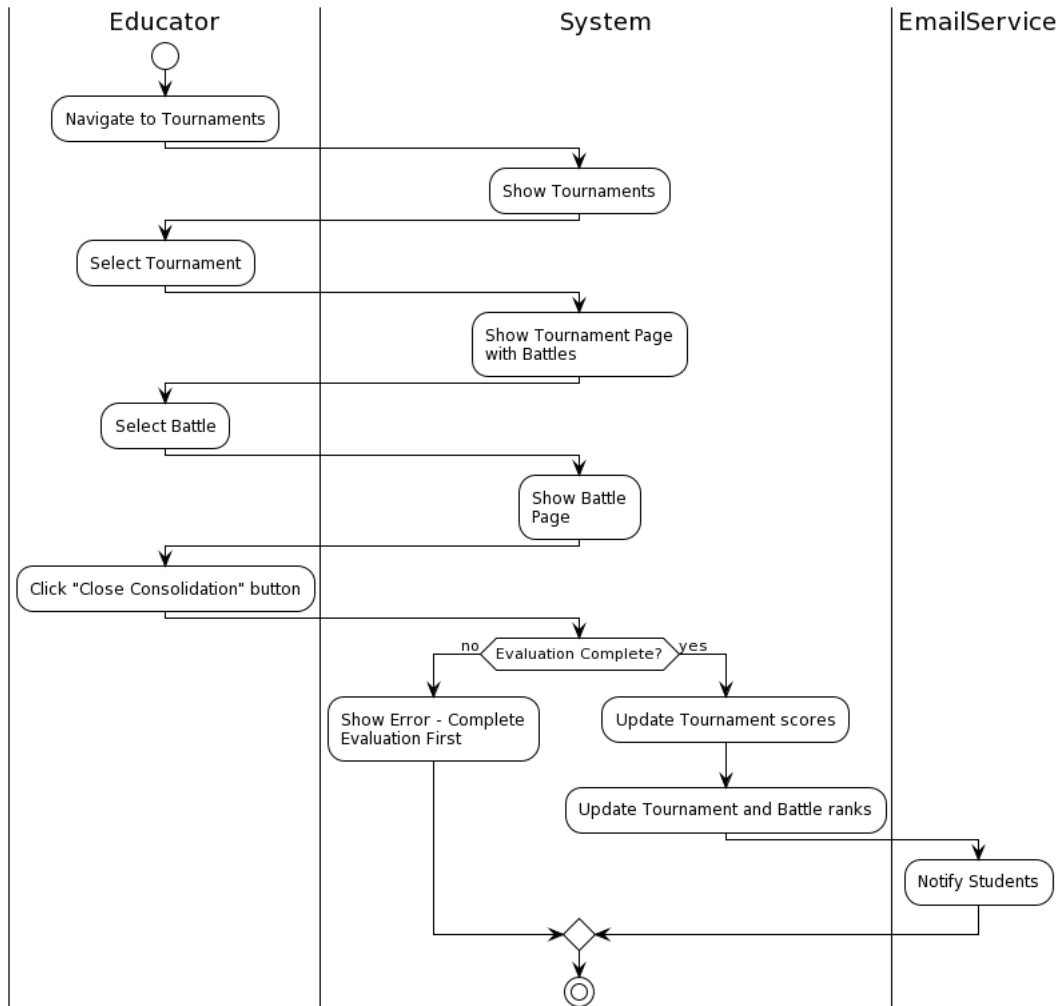 Educator
System
EmailService
Navigate to Tournaments
Show Tournaments
Select Tournament
Show Tournament Page
with Battles
Select Battle
Show Battle
Page
Click "Close Consolidation" button
no
Evaluation Complete?
yes
Show Error - Complete
Evaluation First
Update Tournament scores
Update Tournament and Battle ranks
Notify Students